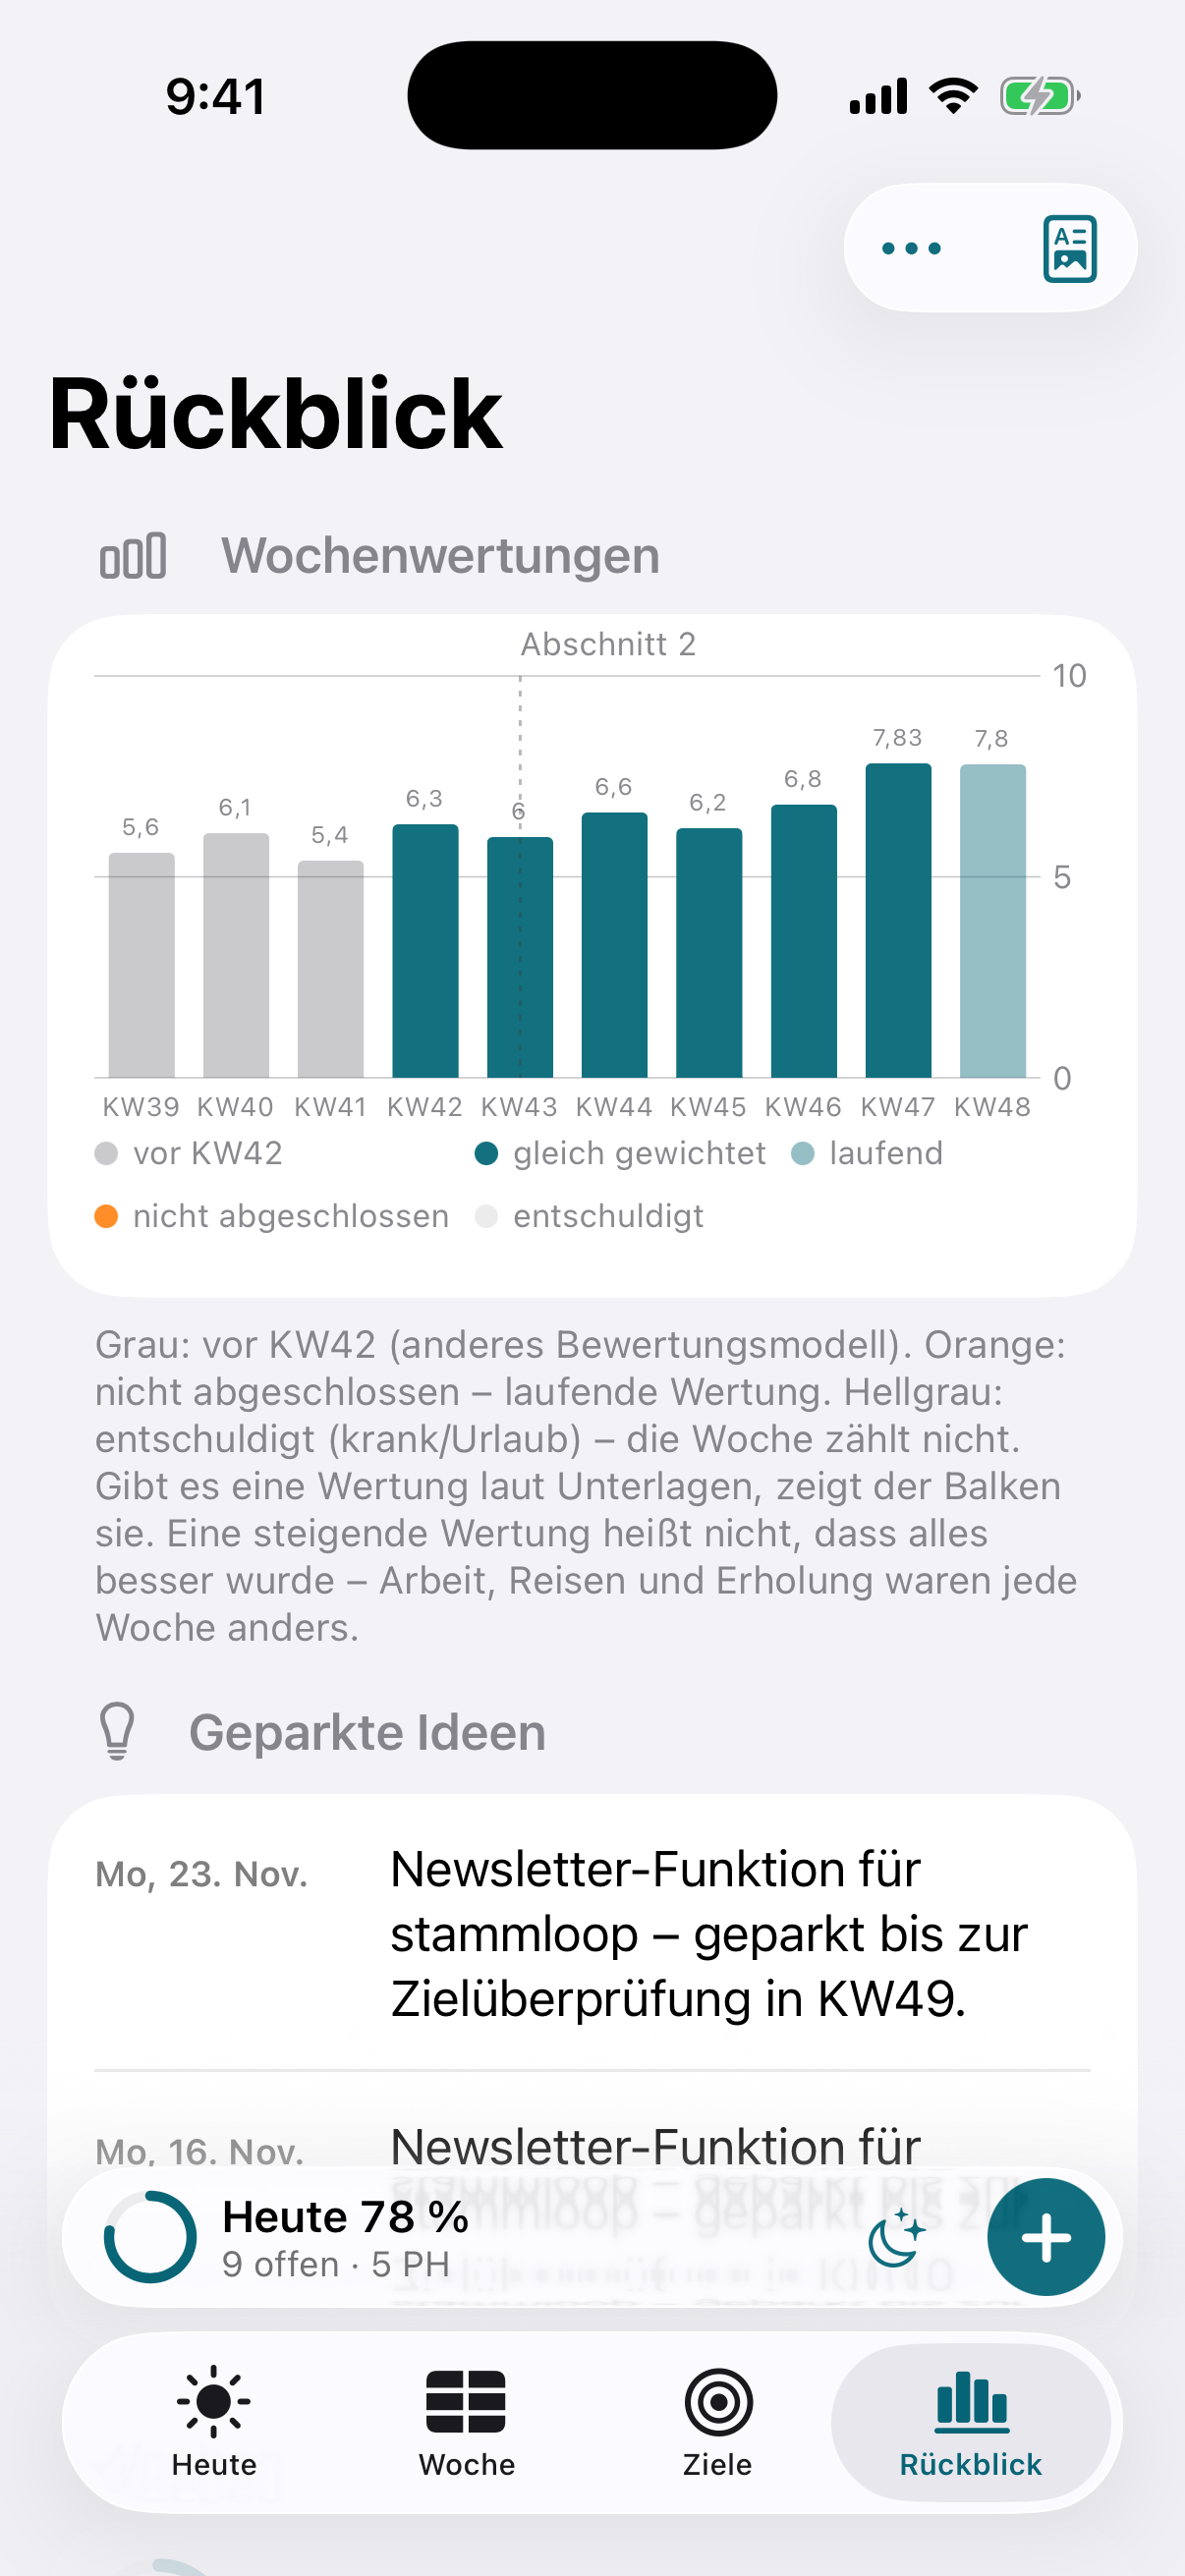 9:41
Rückblick
Wochenwertungen
Abschnitt 2
10
5
0
5,6
6,1
5,4
6,3
6
6,6
6,2
6,8
7,83
7,8
KW39 KW40 KW41 KW42 KW43 KW44 KW45 KW46 KW47 KW48
vor KW42 gleich gewichtet laufend
nicht abgeschlossen entschuldigt
Grau: vor KW42 (anderes Bewertungsmodell). Orange:
nicht abgeschlossen – laufende Wertung. Hellgrau:
entschuldigt (krank/Urlaub) – die Woche zählt nicht.
Gibt es eine Wertung laut Unterlagen, zeigt der Balken
sie. Eine steigende Wertung heißt nicht, dass alles
besser wurde – Arbeit, Reisen und Erholung waren jede
Woche anders.
Geparkte Ideen
Mo, 23. Nov.
Newsletter-Funktion für
stammloop – geparkt bis zur
Zielüberprüfung in KW49.
Mo, 16. Nov.
Newsletter-Funktion für
stammloop – geparkt bis zur
Heute 78 %
9 offen · 5 PH
Heute Woche Ziele Rückblick